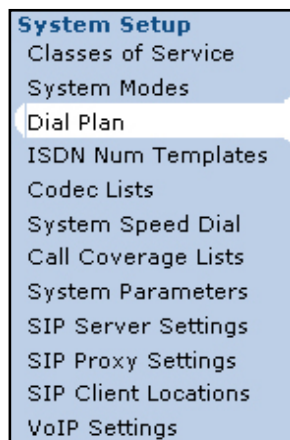 System Setup
Classes of Service
System Modes
Dial Plan
ISDN Num Templates
Codec Lists
System Speed Dial
Call Coverage Lists
System Parameters
SIP Server Settings
SIP Proxy Settings
SIP Client Locations
VoIP Settings